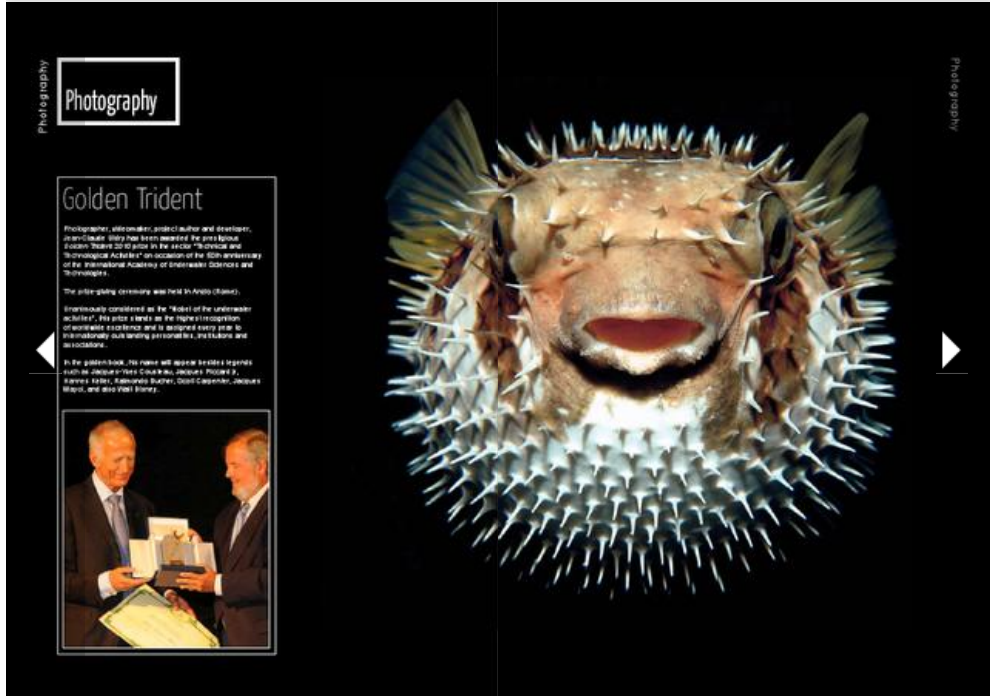 Photography
Photography
Photography
Golden Trident
Photographer, videomaker, project author and developer,
Jean-Claude has been awarded the prestigious
Golden Trident 2010 prize in the sector "Technical and
Technological Activities" on occasion of the 50th anniversary
of the International Academy of Underwater Sciences and
Technologies.
The prize-giving ceremony was held in (Rome).
Unanimously considered as the "Nobel of the underwater
activities", this prize stands as the highest recognition
of worldwide excellence and is assigned every year to
internationally outstanding personalities, institutions and
associations.
In the golden book, his name will appear besides legends
such as Jacques-Yves Cousteau, Jacques Piccard jr,
Hannes Keller, Raimondo Bucher, Scott Carpenter, Jacques
Mayol, and also Walt Disney.